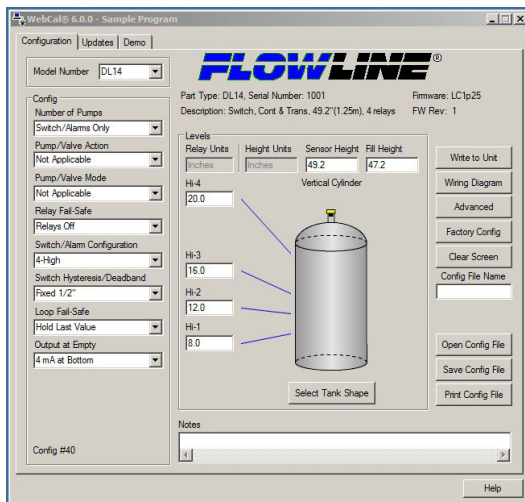 WebCal® 6.0.0 - Sample Program
Configuration Updates Demo
Model Number DL14
FLOWLINE®
Part Type: DL14, Serial Number: 1001 Firmware: LC1p25
Description: Switch, Cont & Trans, 49.2"(1.25m), 4 relays FW Rev: 1
Config
Number of Pumps
Switch/Alarms Only
Pump/Valve Action
Not Applicable
Pump/Valve Mode
Not Applicable
Relay Fail-Safe
Relays Off
Switch/Alarm Configuration
4-High
Switch Hysteresis/Deadband
Fixed 1/2"
Loop Fail-Safe
Hold Last Value
Output at Empty
4 mA at Bottom
Config #40
Levels
Relay Units Height Units Sensor Height Fill Height
Inches Inches 49.2 47.2
Hi-4 Vertical Cylinder
20.0
Hi-3
16.0
Hi-2
12.0
Hi-1
8.0
Select Tank Shape
Write to Unit
Wiring Diagram
Advanced
Factory Config
Clear Screen
Config File Name
Open Config File
Save Config File
Print Config File
Notes
Help